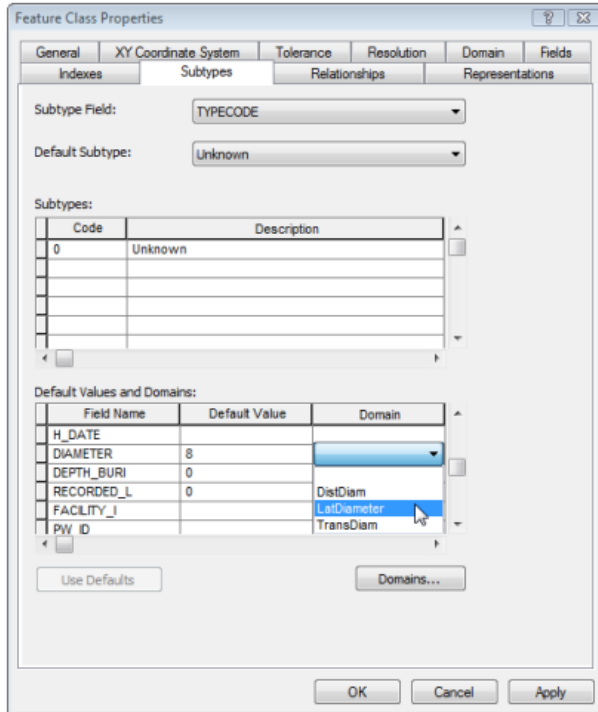 Feature Class Properties
General XY Coordinate System Tolerance Resolution Domain Fields
Indexes Subtypes Relationships Representations
Subtype Field: TYPECODE
Default Subtype: Unknown
Subtypes:
Code Description
0 Unknown
Default Values and Domains:
Field Name Default Value Domain
H_DATE
DIAMETER 8
DEPTH_BURI 0
RECORDED_L 0 DistDiam
FACILITY_I LatDiameter
PW_ID TransDiam
Use Defaults Domains...
OK Cancel Apply